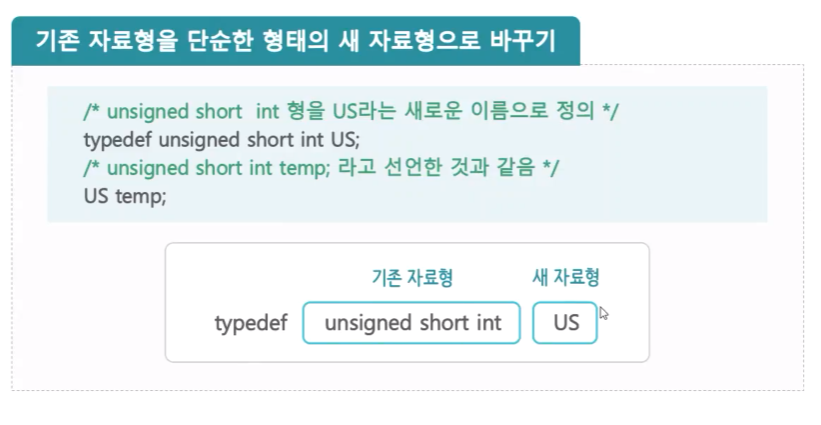 기존 자료형을 단순한 형태의 새 자료형으로 바꾸기
/* unsigned short  int 형을 US라는 새로운 이름으로 정의 */
typedef unsigned short int US;
/* unsigned short int temp; 라고 선언한 것과 같음 */
US temp;
기존 자료형 새 자료형
typedef unsigned short int US